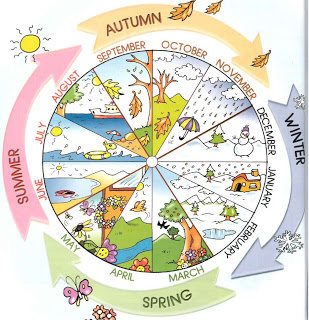 AUTUMN
SEPTEMBER
OCTOBER
NOVEMBER
DECEMBER
WINTER
JANUARY
FEBRUARY
MARCH
SPRING
APRIL
MAY
JUNE
SUMMER
JULY
AUGUST